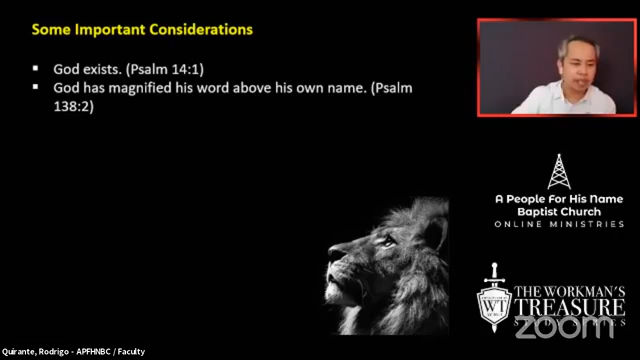 Some Important Considerations
▪ God exists. (Psalm 14:1)
▪ God has magnified his word above his own name. (Psalm
138:2)
A People For His Name
Baptist Church
ONLINE MINISTRIES
WT
THE WORKMAN'S
TREASURE
zoom
Quirante, Rodrigo - APFHNBC / Faculty